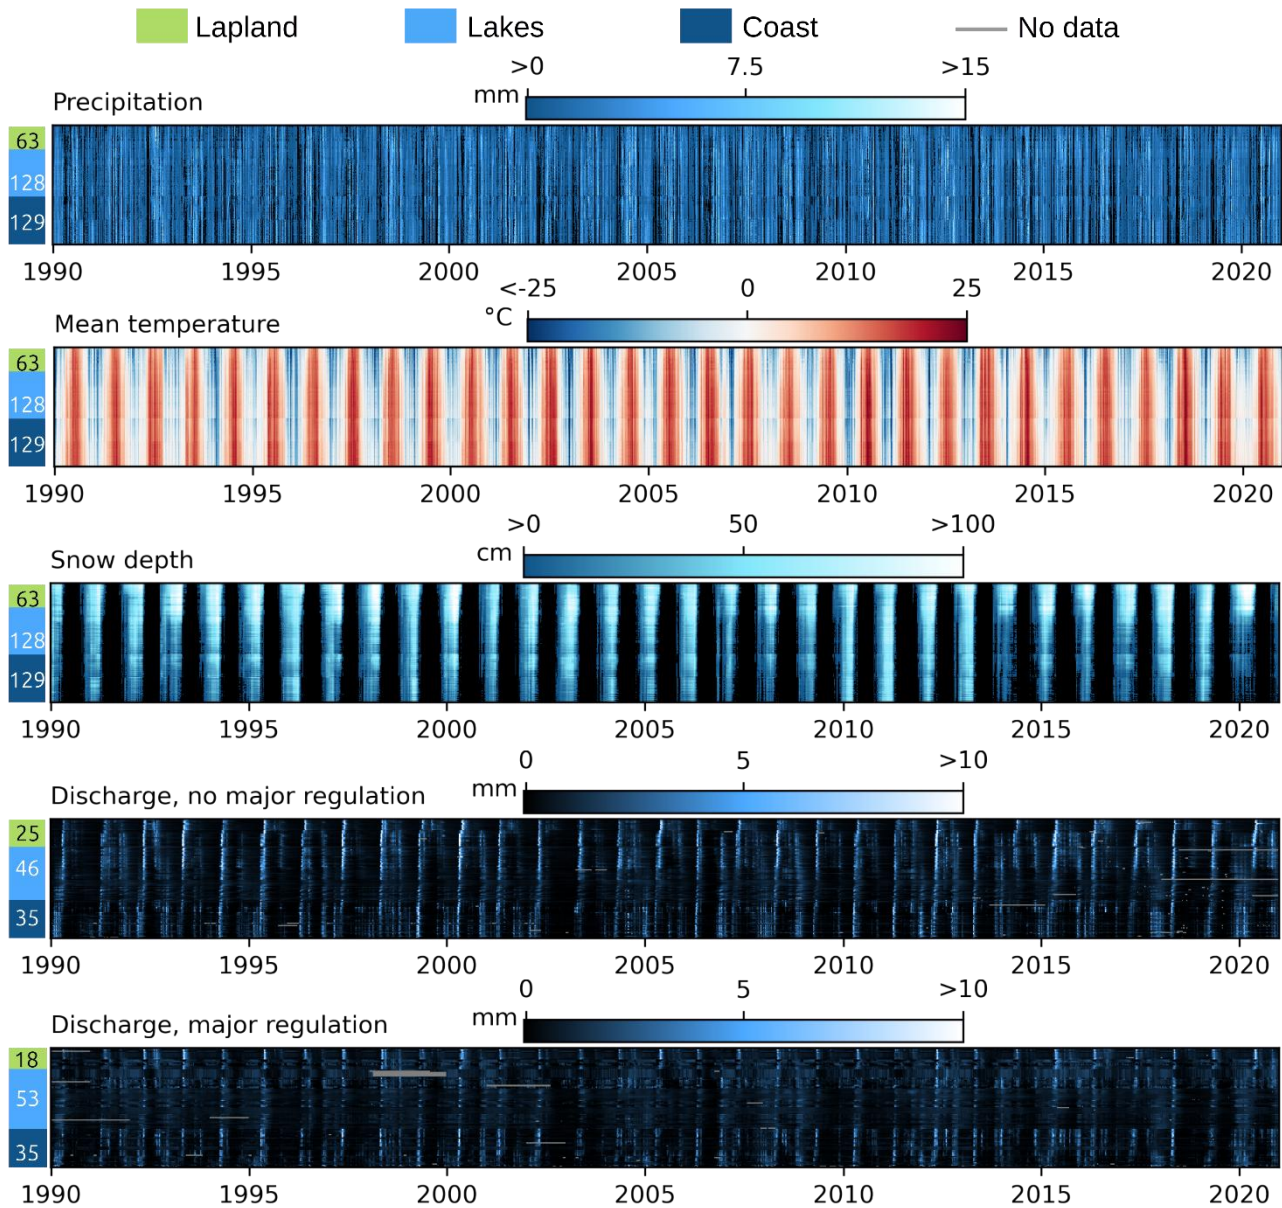 Lapland Lakes Coast No data
>0 7.5 >15
Precipitation mm
63
128
129
1990 1995 2000 2005 2010 2015 2020
<-25 0 25
Mean temperature °C
63
128
129
1990 1995 2000 2005 2010 2015 2020
>0 50 >100
Snow depth cm
63
128
129
1990 1995 2000 2005 2010 2015 2020
0 5 >10
Discharge, no major regulation mm
25
46
35
1990 1995 2000 2005 2010 2015 2020
0 5 >10
Discharge, major regulation mm
18
53
35
1990 1995 2000 2005 2010 2015 2020